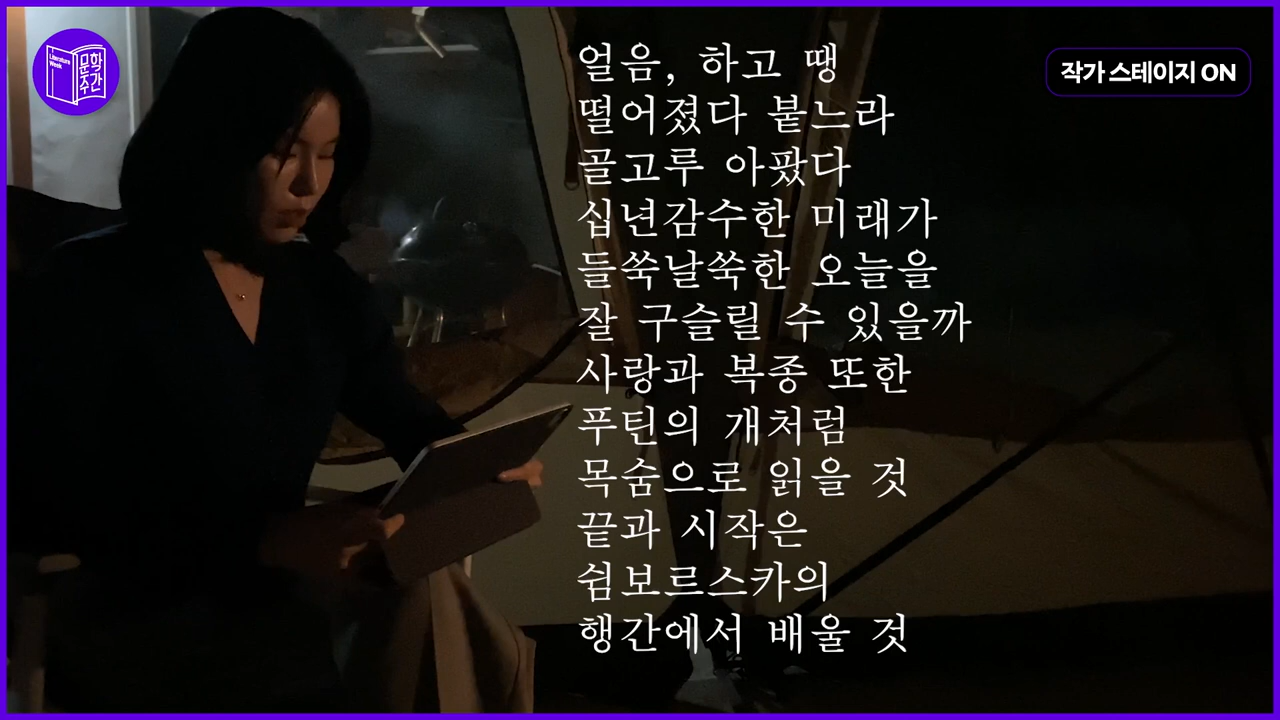 Literature
Week
문학
주간
작가 스테이지 ON
얼음, 하고 땡
떨어졌다 붙느라
골고루 아팠다
십년감수한 미래가
들쑥날쑥한 오늘을
잘 구슬릴 수 있을까
사랑과 복종 또한
푸틴의 개처럼
목숨으로 읽을 것
끝과 시작은
쉼보르스카의
행간에서 배울 것